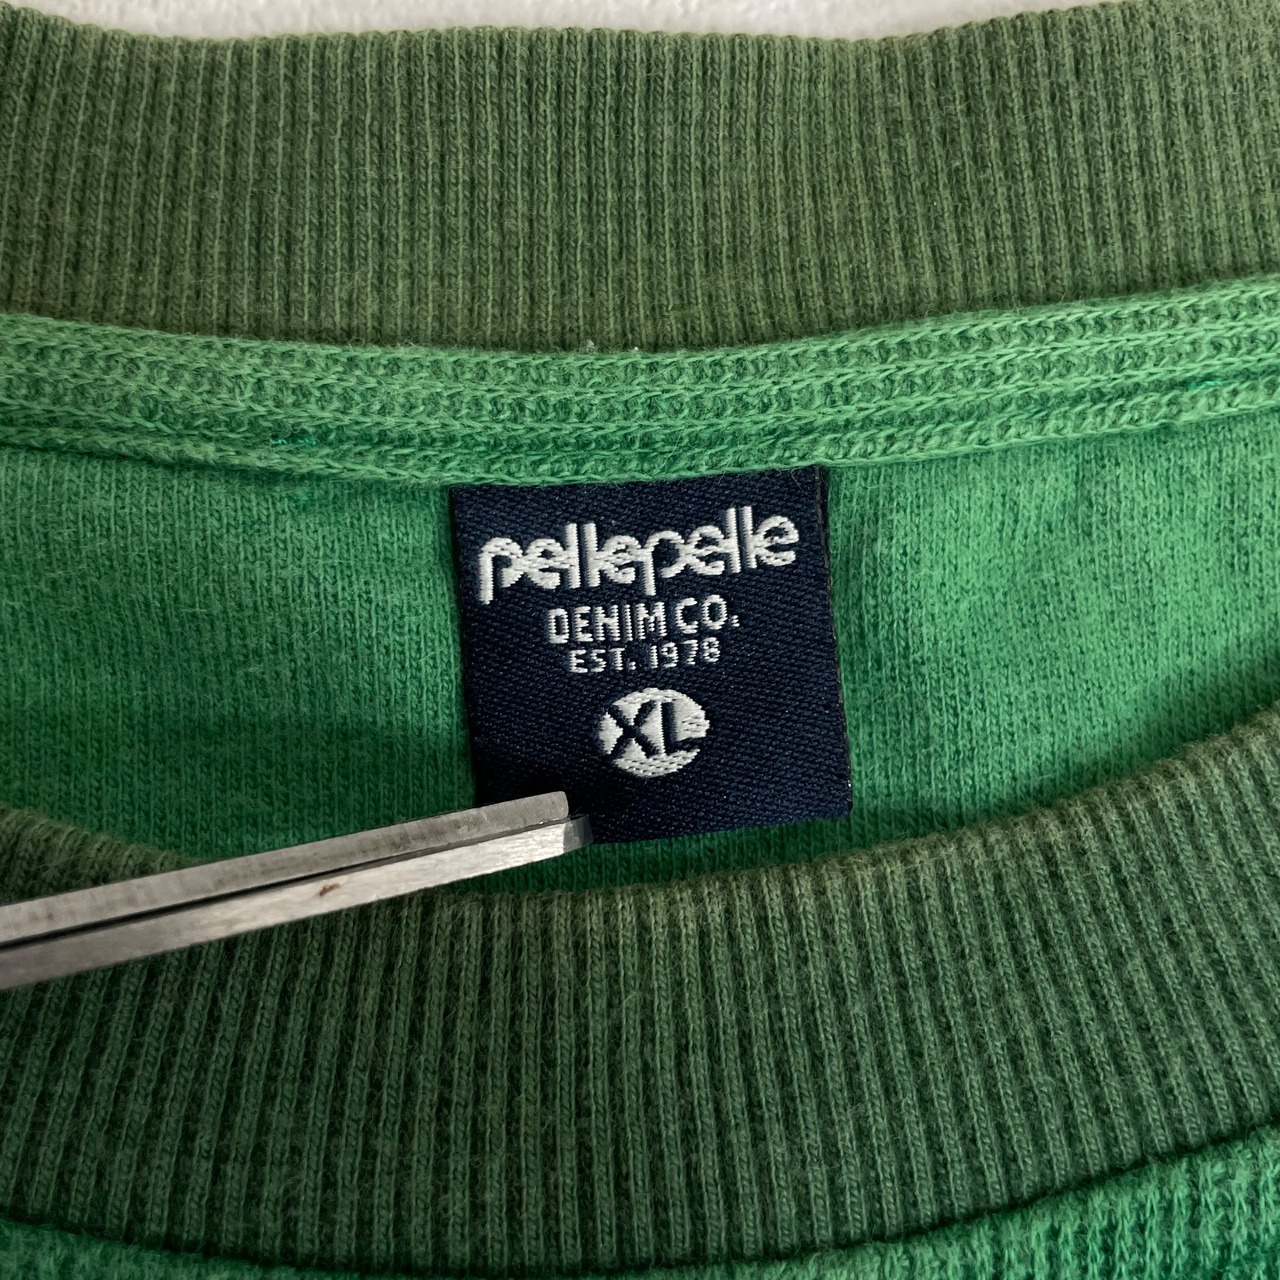 pellepelle
DENIM CO.
EST. 1978
XL